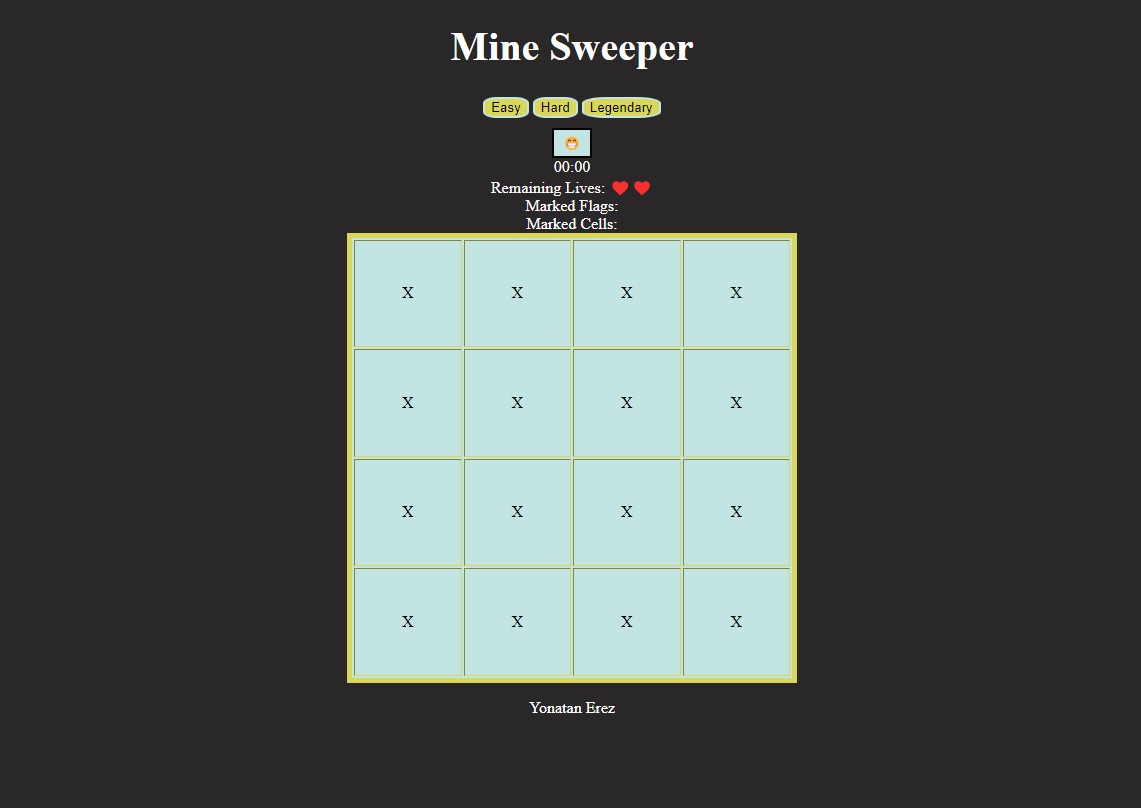 Mine Sweeper
Easy Hard Legendary
00:00
Remaining Lives:
Marked Flags:
Marked Cells:
X X X X
X X X X
X X X X
X X X X
Yonatan Erez